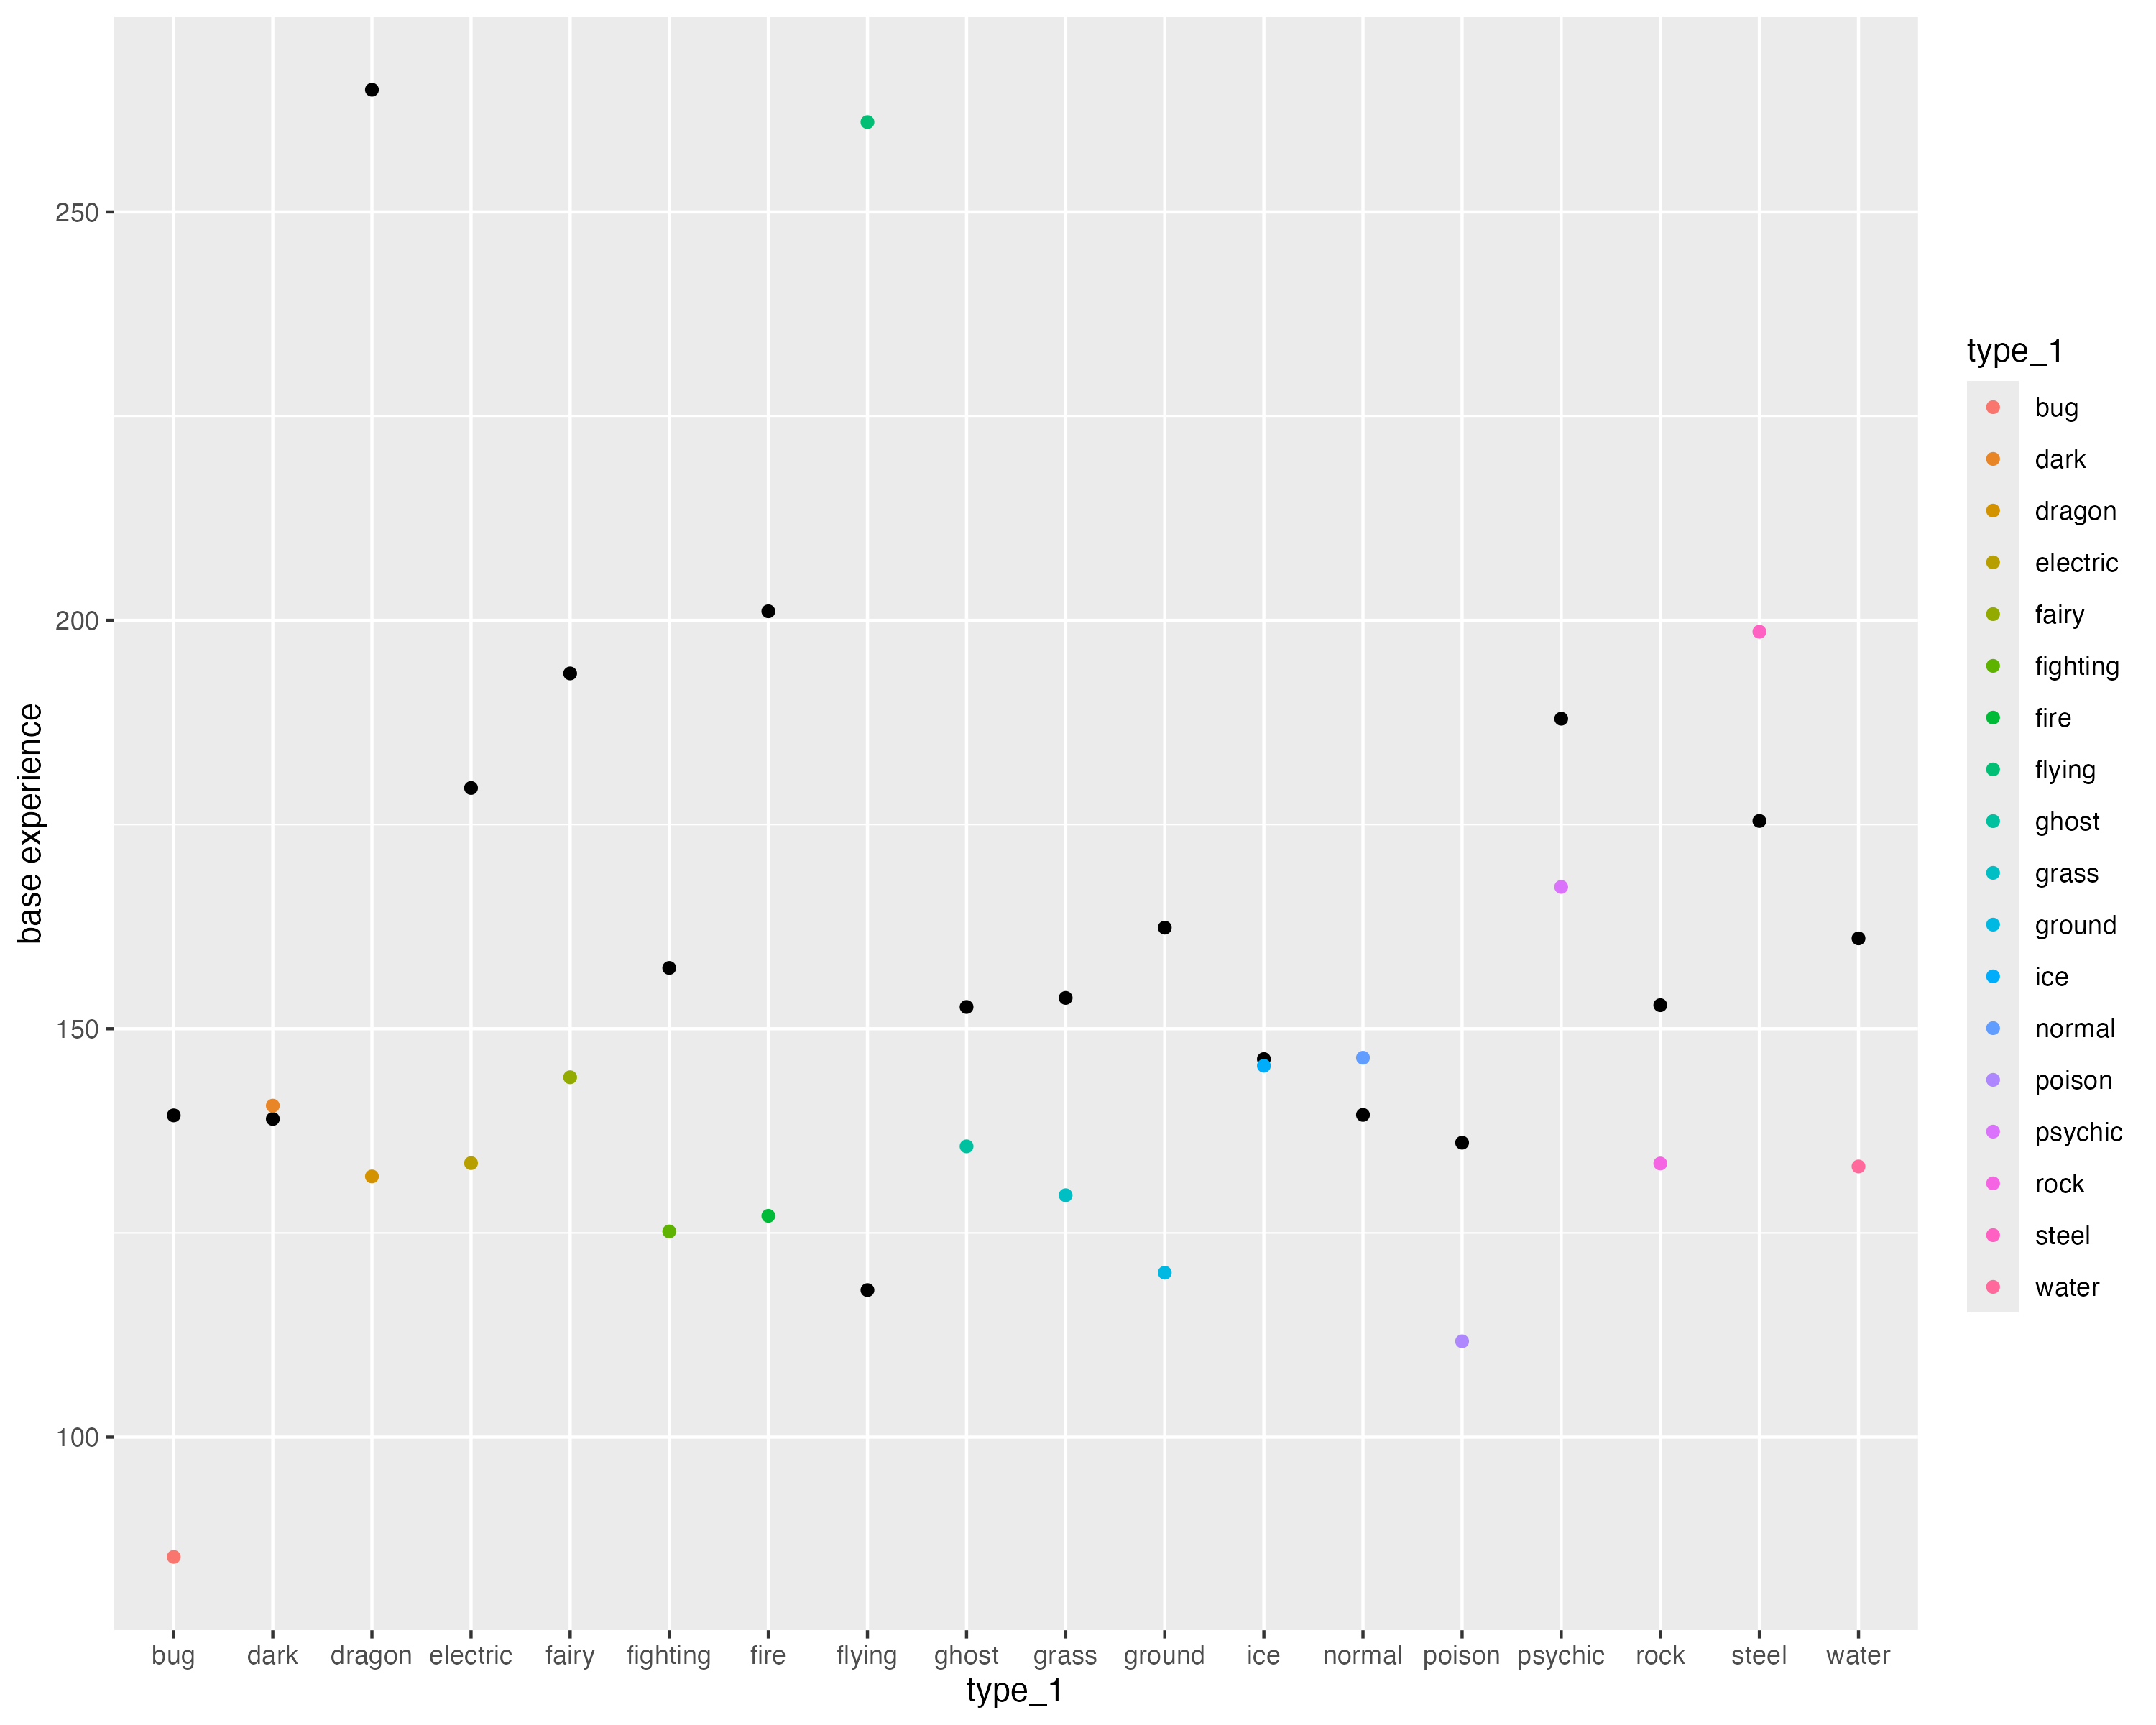 250
200
150
100
base experience
bug dark dragon electric fairy fighting fire flying ghost grass ground ice normal poison psychic rock steel water
type_1
type_1
bug
dark
dragon
electric
fairy
fighting
fire
flying
ghost
grass
ground
ice
normal
poison
psychic
rock
steel
water